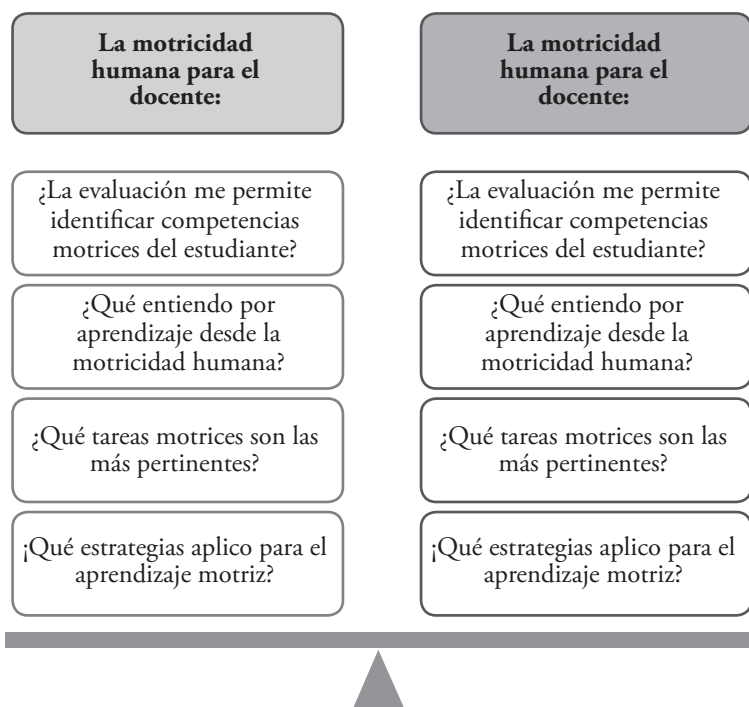 La motricidad
humana para el
docente:
¿La evaluación me permite
identificar competencias
motrices del estudiante?
¿Qué entiendo por
aprendizaje desde la
motricidad humana?
¿Qué tareas motrices son las
más pertinentes?
¡Qué estrategias aplico para el
aprendizaje motriz?
La motricidad
humana para el
docente:
¿La evaluación me permite
identificar competencias
motrices del estudiante?
¿Qué entiendo por
aprendizaje desde la
motricidad humana?
¿Qué tareas motrices son las
más pertinentes?
¡Qué estrategias aplico para el
aprendizaje motriz?